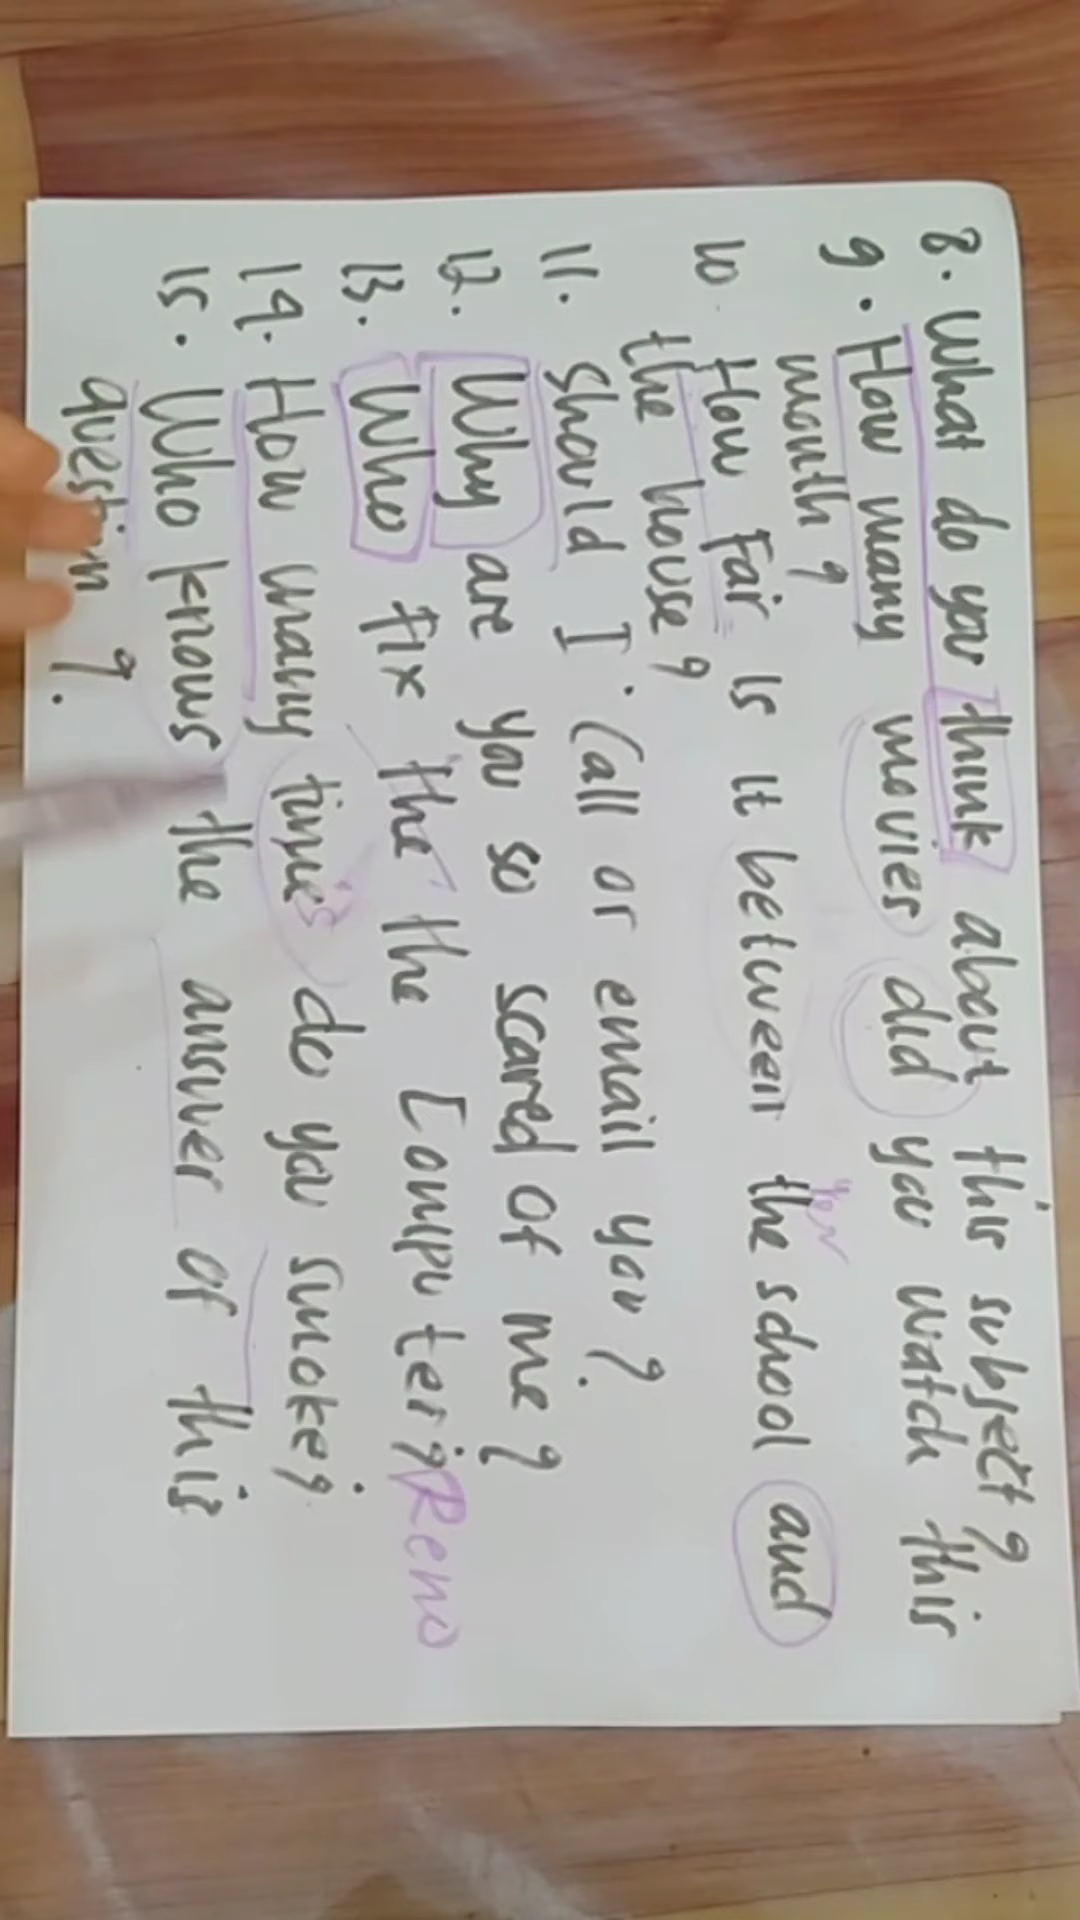 8. What do you think about this subject?
9. How many movies did you watch this
month?
10. How Far is it between the school and
the house?
11. Should I call or email you?
12. Why are you so scared of me?
13. Who fix the the computer? Reno
14. How many times do you smoke?
15. Who knows the answer of this
question?